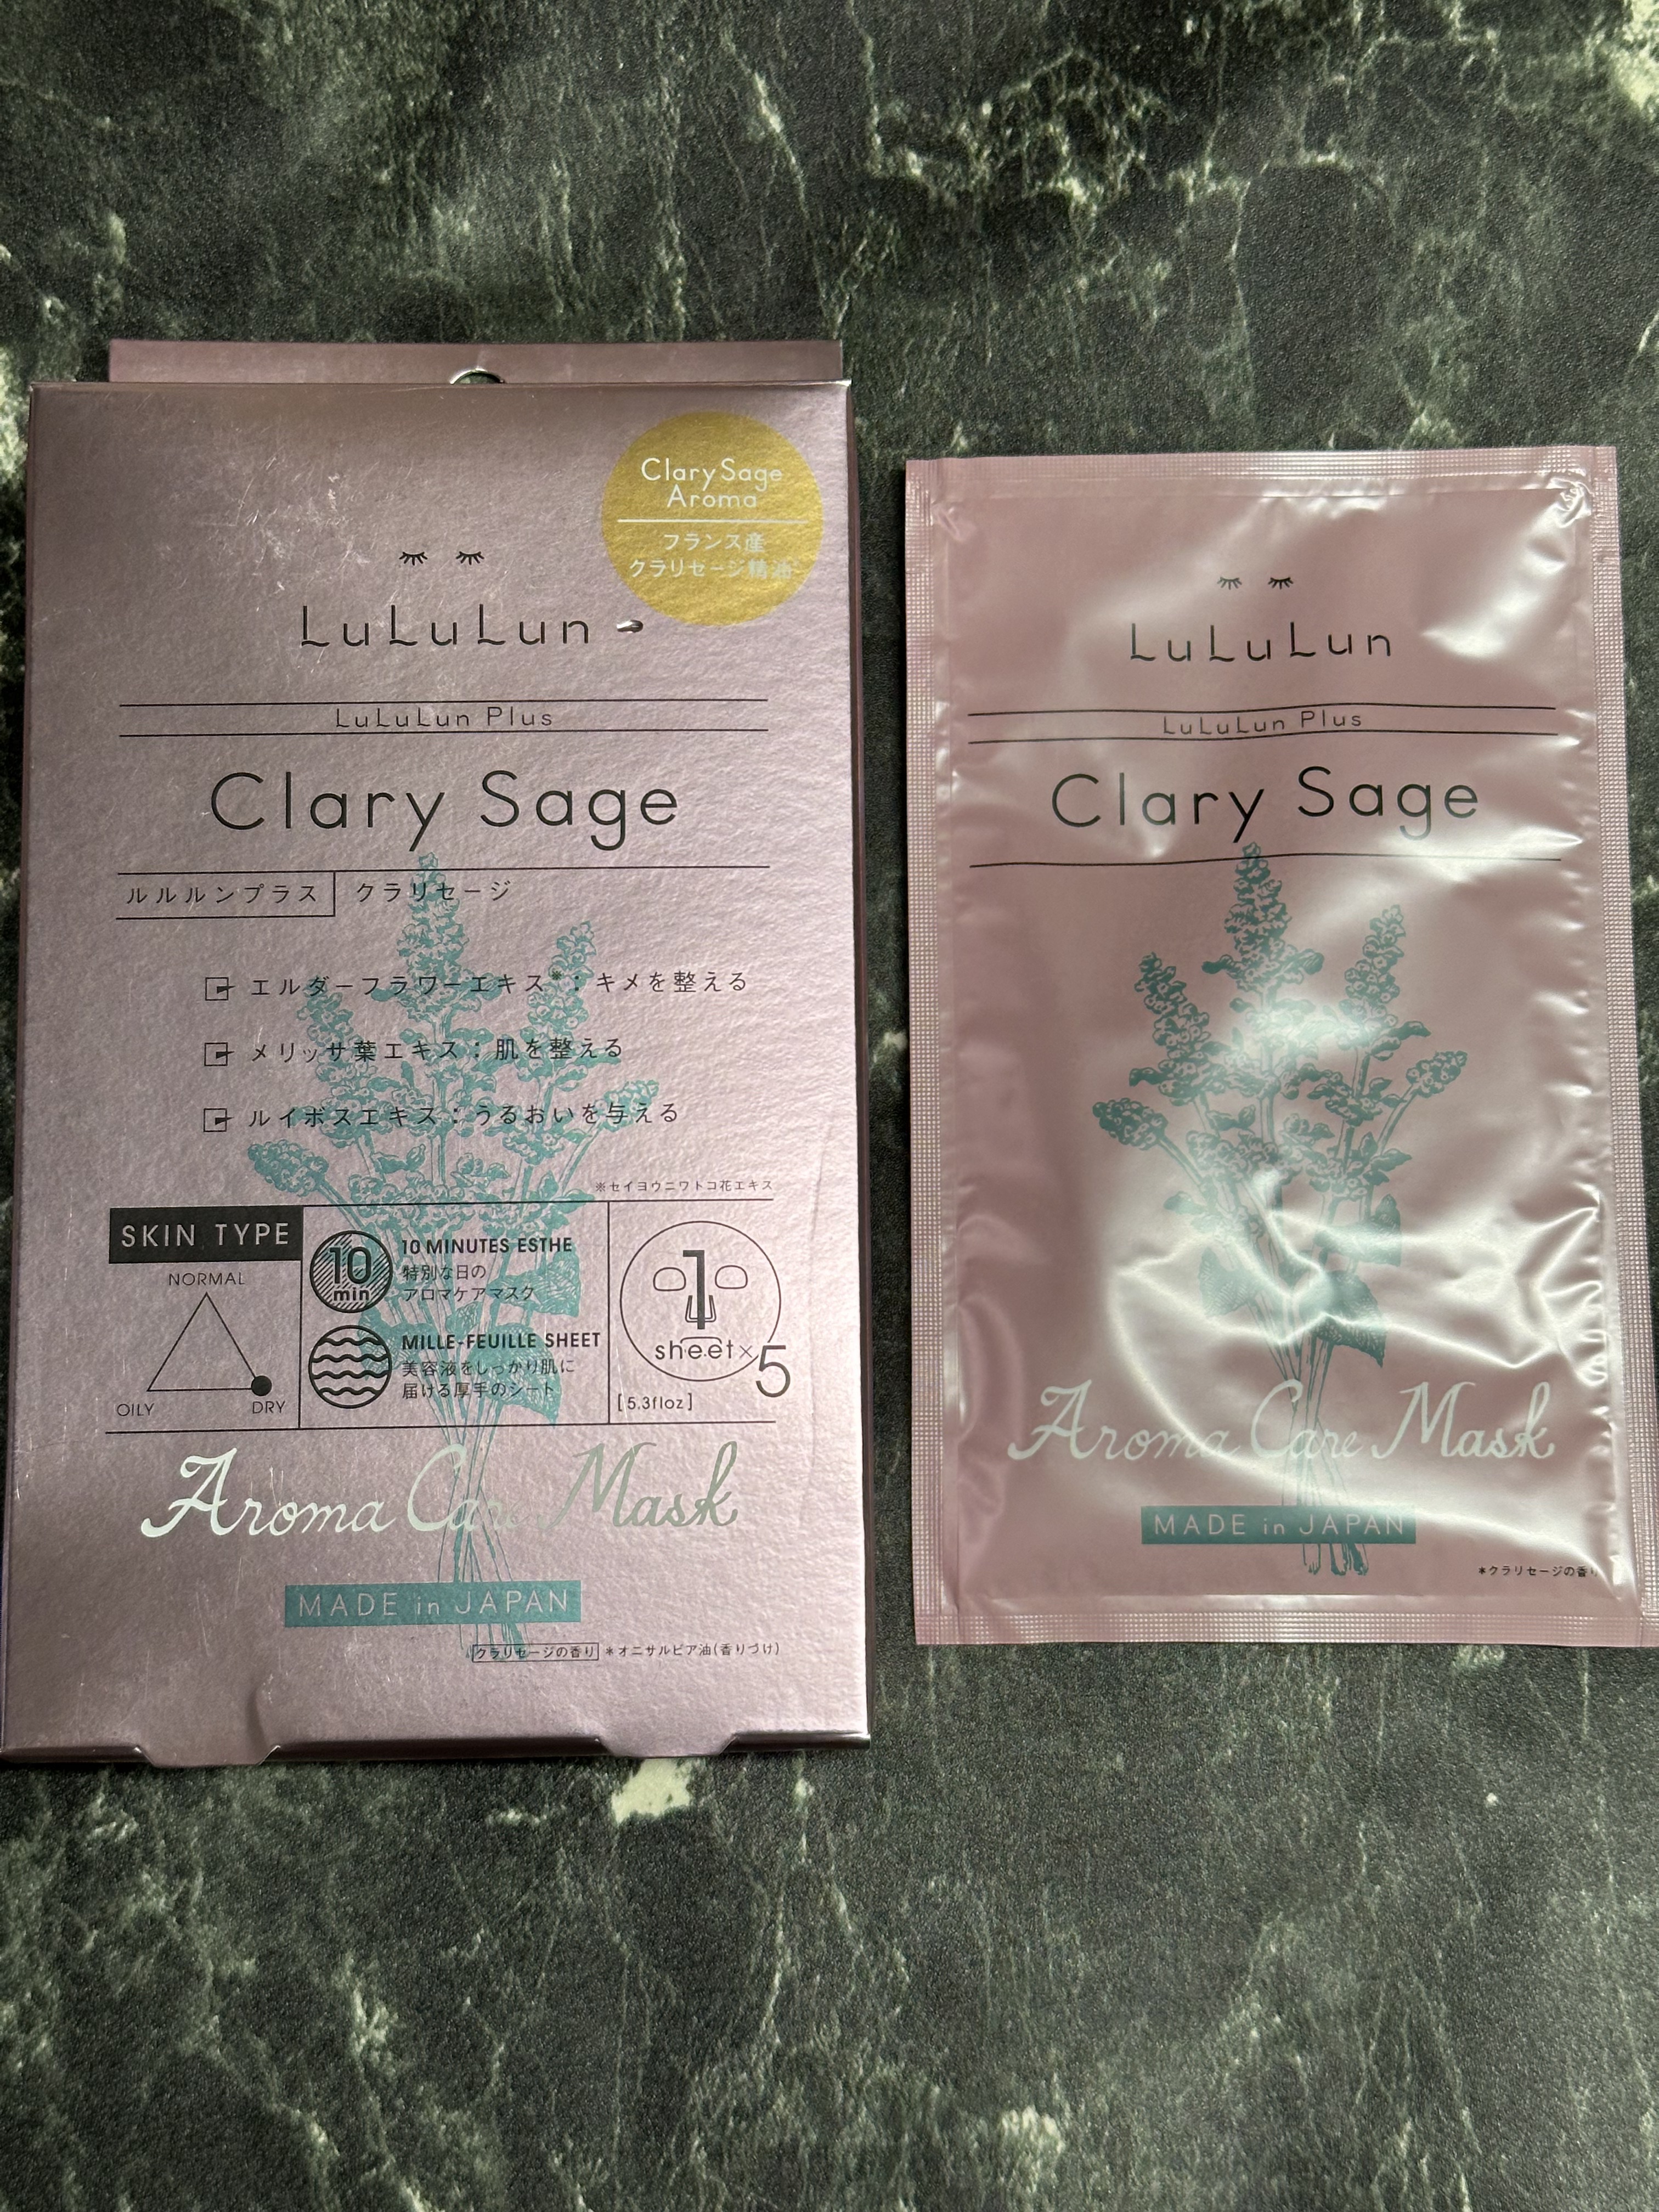 Clary Sage
Aroma
フランス産
クラリセージ精油
LuLuLun
LuLuLun Plus
Clary Sage
ルルルンプラス クラリセージ
エルダーフラワーエキス※：キメを整える
メリッサ葉エキス：肌を整える
ルイボスエキス：うるおいを与える
※セイヨウニワトコ花エキス
SKIN TYPE
NORMAL
OILY
DRY
10
min
10 MINUTES ESTHE
特別な日の
アロマケアマスク
MILLE-FEUILLE SHEET
美容液をしっかり肌に
届ける厚手のシート
1
sheet×5
[5.3floz]
Aroma Care Mask
MADE in JAPAN
クラリセージの香り *オニサルビア油(香りづけ)
LuLuLun
LuLuLun Plus
Clary Sage
Aroma Care Mask
MADE in JAPAN
*クラリセージの香り